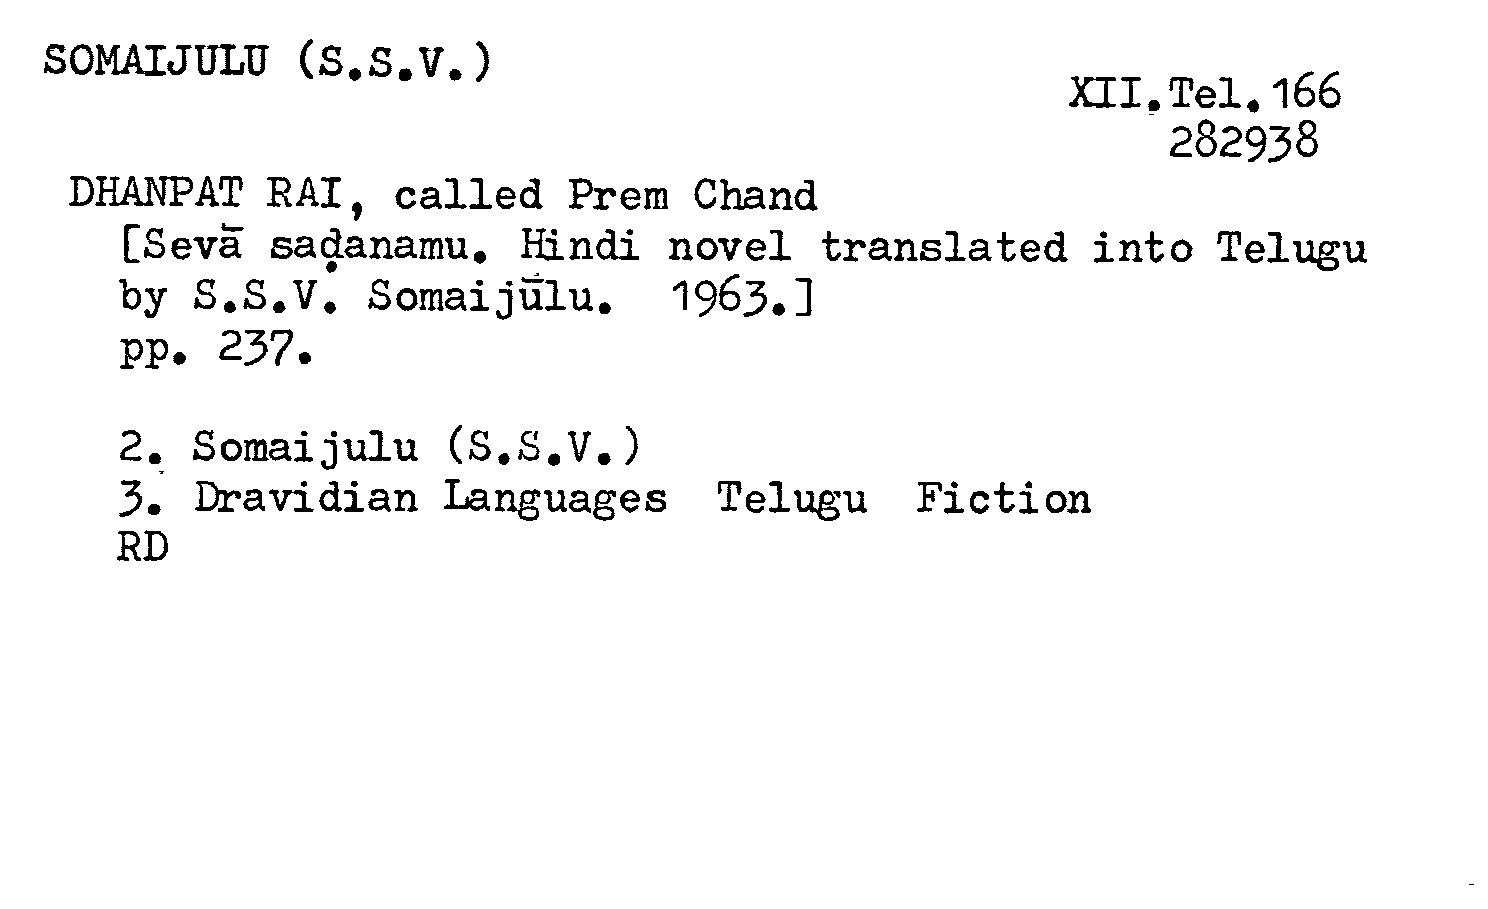 SOMAIJULU (S.S.V.)
XII.Tel.166
282938
DHANPAT RAI, called Prem Chand
[Sevā saḍanamu. Hindi novel translated into Telugu
by S.S.V. Somaijūlu. 1963.]
pp. 237.
2. Somaijulu (S.S.V.)
3. Dravidian Languages Telugu Fiction
RD